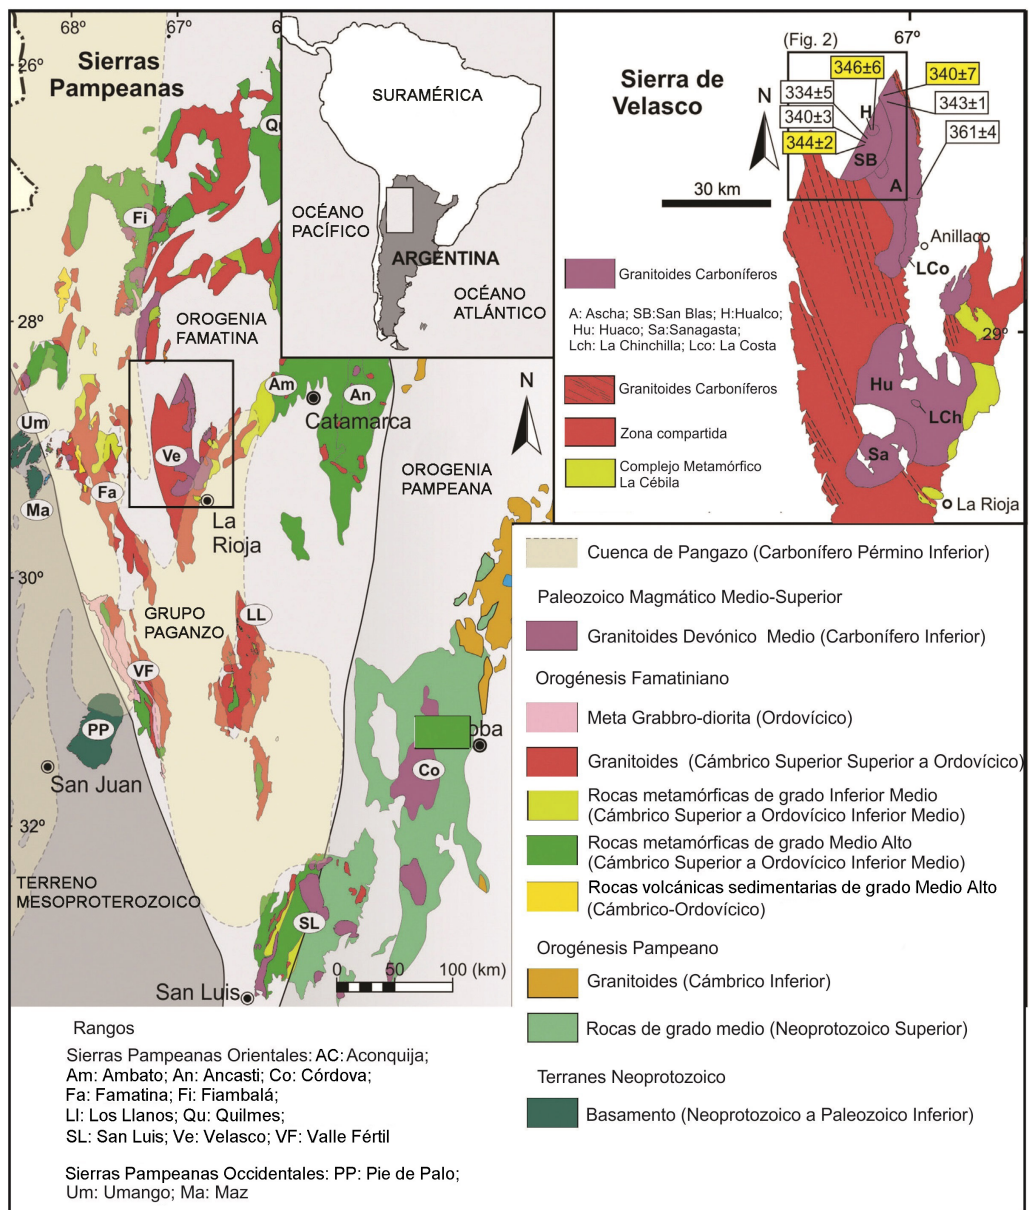 68º
67º
26º
28º
30º
32º
Sierras
Pampeanas
Fi
OROGENIA
FAMATINA
Um
Ma
Fa
Ve
Am
An
Catamarca
La
Rioja
OROGENIA
PAMPEANA
N
GRUPO
PAGANZO
LL
VF
PP
San Juan
Co
TERRENO
MESOPROTEROZOICO
SL
San Luis
0 50 100 (km)
SURAMÉRICA
OCÉANO
PACÍFICO
ARGENTINA
OCÉANO
ATLÁNTICO
67º
(Fig. 2)
Sierra de
Velasco
N
30 km
346±6
334±5
340±3
344±2
340±7
343±1
361±4
H
SB
A
Anillaco
LCo
29º
Hu
LCh
Sa
La Rioja
Granitoides Carboníferos
A: Ascha; SB:San Blas; H:Hualco;
Hu: Huaco; Sa:Sanagasta;
Lch: La Chinchilla; Lco: La Costa
Granitoides Carboníferos
Zona compartida
Complejo Metamórfico
La Cébila
Cuenca de Pangazo (Carbonífero Pérmino Inferior)
Paleozoico Magmático Medio-Superior
Granitoides Devónico Medio (Carbonífero Inferior)
Orogénesis Famatiniano
Meta Grabbro-diorita (Ordovícico)
Granitoides (Cámbrico Superior Superior a Ordovícico)
Rocas metamórficas de grado Inferior Medio
(Cámbrico Superior a Ordovícico Inferior Medio)
Rocas metamórficas de grado Medio Alto
(Cámbrico Superior a Ordovícico Inferior Medio)
Rocas volcánicas sedimentarias de grado Medio Alto
(Cámbrico-Ordovícico)
Orogénesis Pampeano
Granitoides (Cámbrico Inferior)
Rocas de grado medio (Neoprotozoico Superior)
Terranes Neoprotozoico
Basamento (Neoprotozoico a Paleozoico Inferior)
Rangos
Sierras Pampeanas Orientales: AC: Aconquija;
Am: Ambato; An: Ancasti; Co: Córdova;
Fa: Famatina; Fi: Fiambalá;
Ll: Los Llanos; Qu: Quilmes;
SL: San Luis; Ve: Velasco; VF: Valle Fértil
Sierras Pampeanas Occidentales: PP: Pie de Palo;
Um: Umango; Ma: Maz